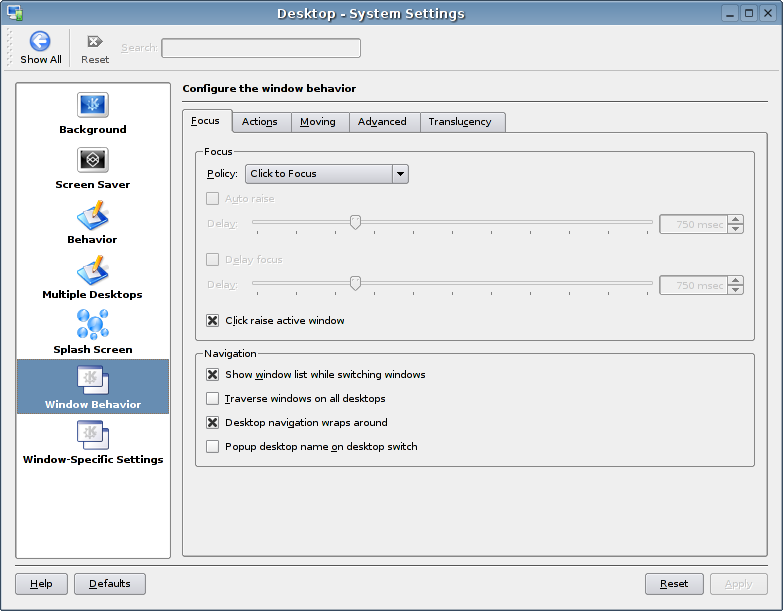 Desktop - System Settings
Show All
Reset
Search:
Background
Screen Saver
Behavior
Multiple Desktops
Splash Screen
Window Behavior
Window-Specific Settings
Configure the window behavior
Focus Actions Moving Advanced Translucency
Focus
Policy: Click to Focus
Auto raise
Delay: 750 msec
Delay focus
Delay: 750 msec
Click raise active window
Navigation
Show window list while switching windows
Traverse windows on all desktops
Desktop navigation wraps around
Popup desktop name on desktop switch
Help Defaults Reset Apply